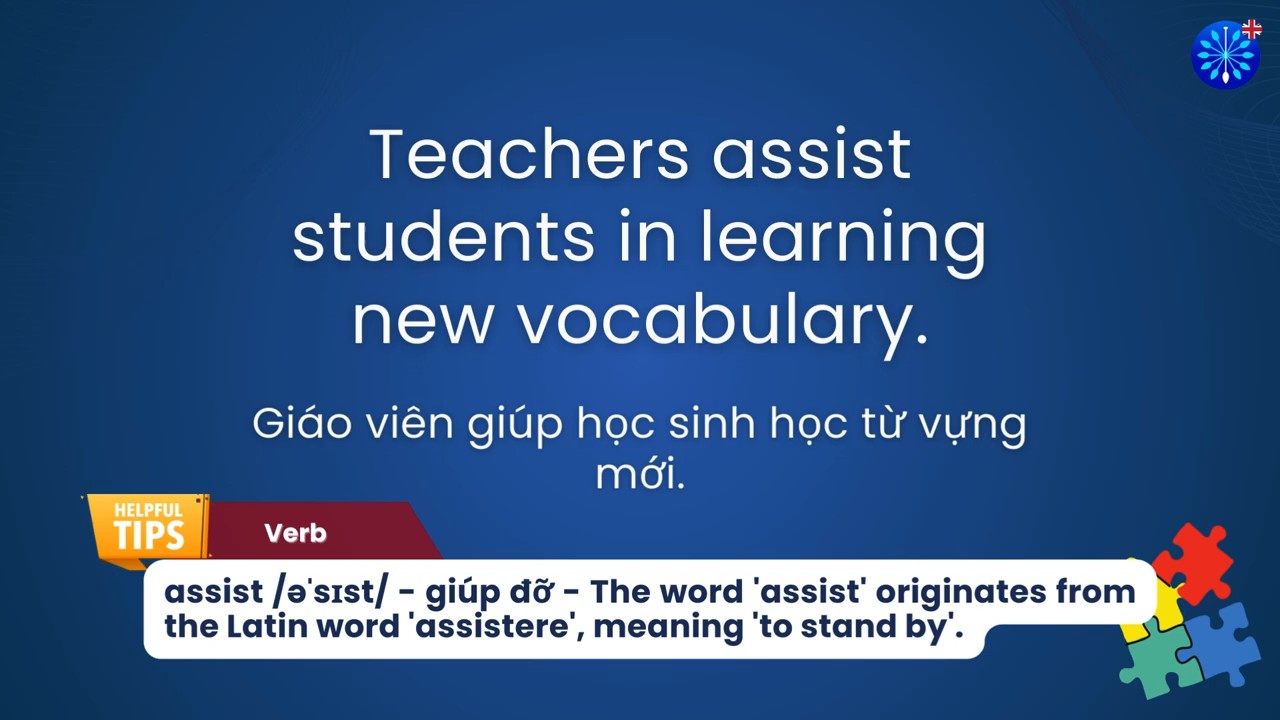 Teachers assist
students in learning
new vocabulary.
Giáo viên giúp học sinh học từ vựng
mới.
HELPFUL
TIPS
Verb
assist /əˈsɪst/ - giúp đỡ - The word 'assist' originates from
the Latin word 'assistere', meaning 'to stand by'.